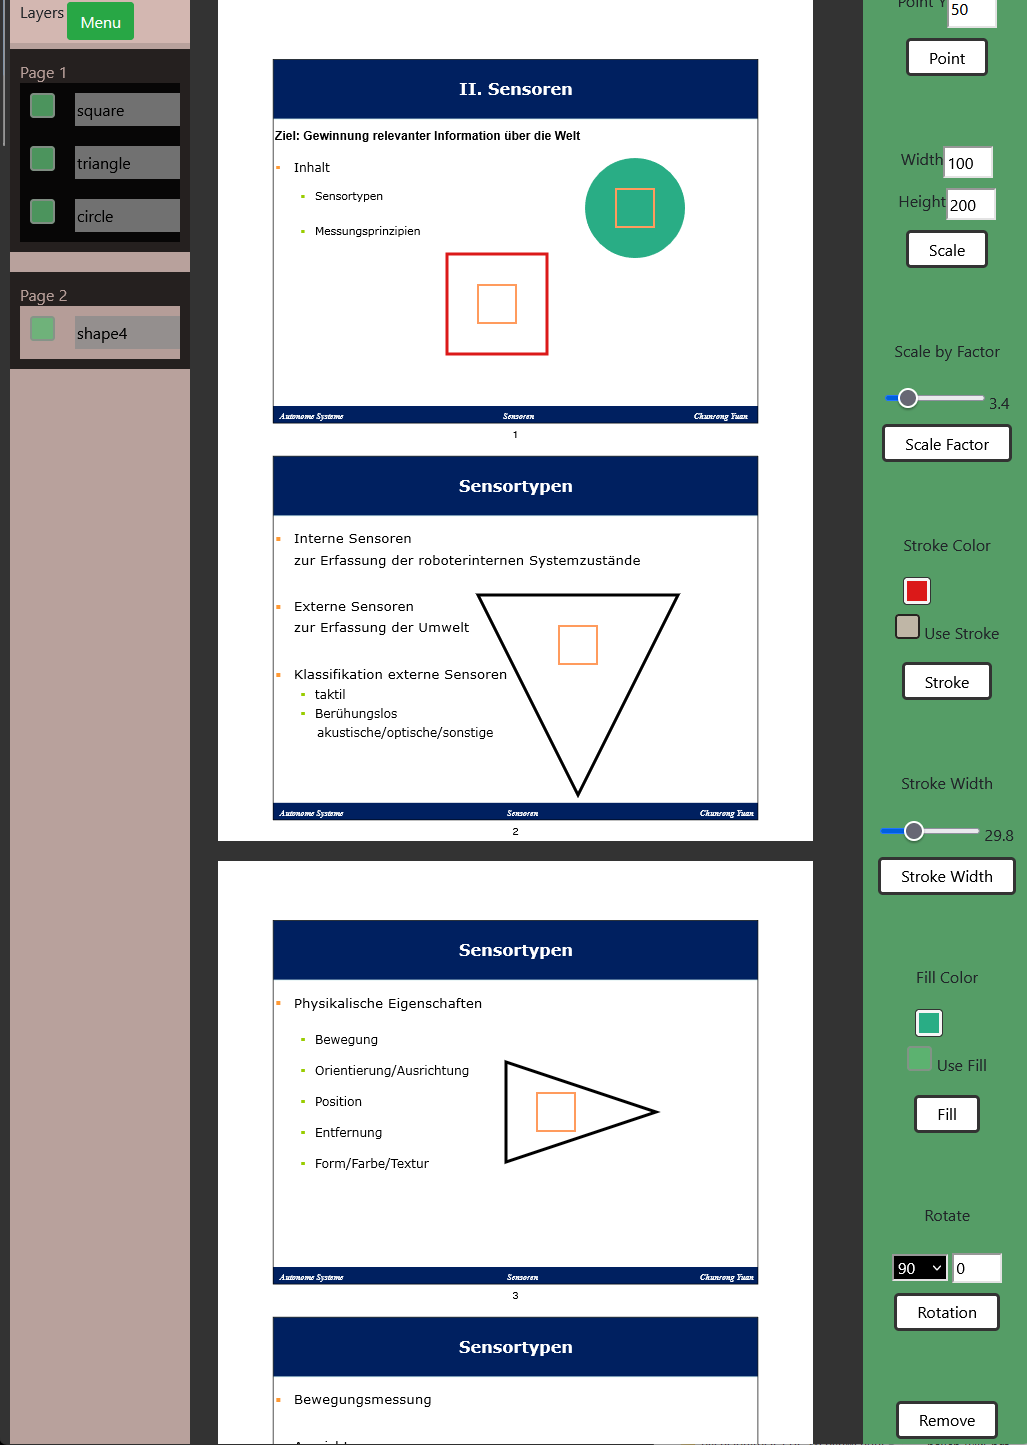 Layers
Menu
Page 1
square
triangle
circle
Page 2
shape4
II. Sensoren
Ziel: Gewinnung relevanter Information über die Welt
Inhalt
Sensortypen
Messungsprinzipien
Autonome Systeme Sensoren Chunrong Yuan
1
Sensortypen
Interne Sensoren
zur Erfassung der roboterinternen Systemzustände
Externe Sensoren
zur Erfassung der Umwelt
Klassifikation externe Sensoren
taktil
Berühungslos
akustische/optische/sonstige
Autonome Systeme Sensoren Chunrong Yuan
2
Sensortypen
Physikalische Eigenschaften
Bewegung
Orientierung/Ausrichtung
Position
Entfernung
Form/Farbe/Textur
Autonome Systeme Sensoren Chunrong Yuan
3
Sensortypen
Bewegungsmessung
Point Y 50
Point
Width 100
Height 200
Scale
Scale by Factor
3.4
Scale Factor
Stroke Color
Use Stroke
Stroke
Stroke Width
29.8
Stroke Width
Fill Color
Use Fill
Fill
Rotate
90 0
Rotation
Remove